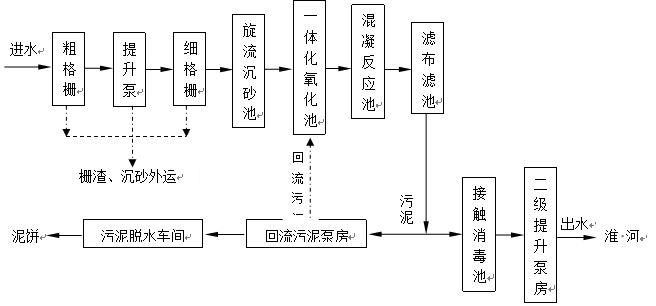 进水
粗格栅
提升泵
细格栅
旋流沉砂池
一体化氧化池
混凝反应池
滤布滤池
栅渣、沉砂外运
回流污
污泥
接触消毒池
二级提升泵房
出水
淮·河
泥饼
污泥脱水车间
回流污泥泵房